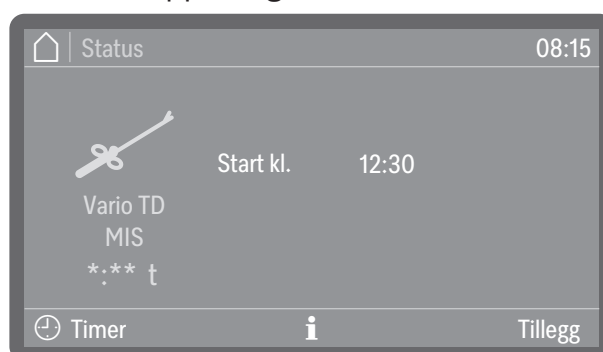 Status 08:15
Start kl. 12:30
Vario TD
MIS
*:** t
Timer i Tillegg